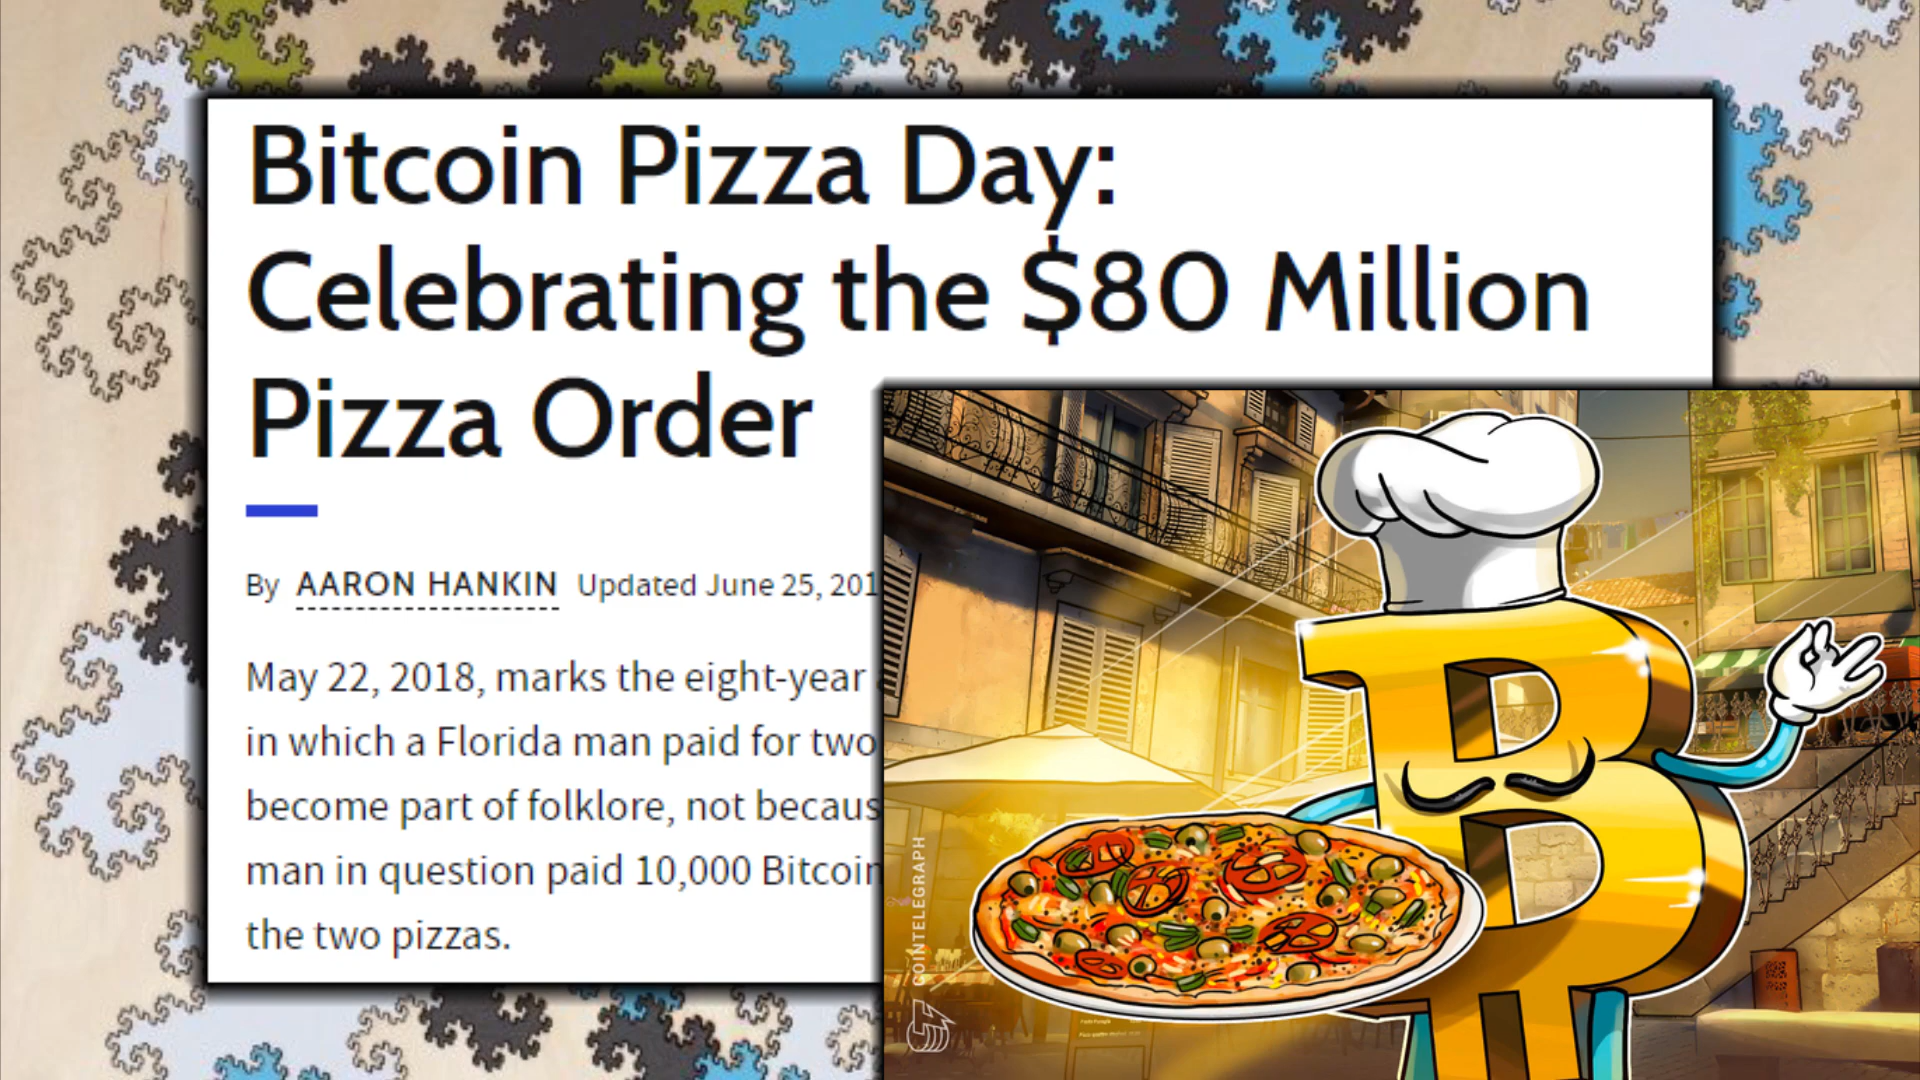 Bitcoin Pizza Day:
Celebrating the $80 Million
Pizza Order
By AARON HANKIN Updated June 25, 201
May 22, 2018, marks the eight-year
in which a Florida man paid for two
become part of folklore, not becaus
man in question paid 10,000 Bitcoin
the two pizzas.
COINTELEGRAPH